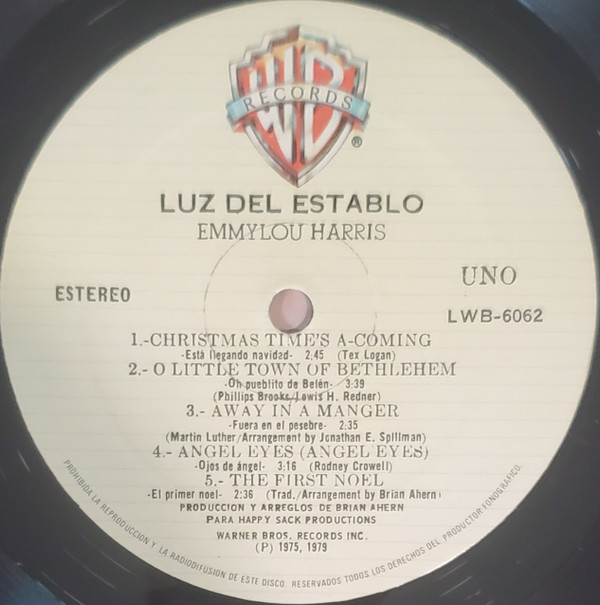 WB
RECORDS
®
LUZ DEL ESTABLO
EMMYLOU HARRIS
UNO
ESTEREO
LWB-6062
1.-CHRISTMAS TIME'S A-COMING
-Está llegando navidad- 2,45 (Tex Logan)
2.- O LITTLE TOWN OF BETHLEHEM
-Oh pueblito de Belén- 3:39
(Phillips Brooks/Lewis H. Redner)
3.- AWAY IN A MANGER
-Fuera en el pesebre- 2:35
(Martin Luther/Arrangement by Jonathan E. Spillman)
4.- ANGEL EYES (ANGEL EYES)
-Ojos de ángel- 3:16 (Rodney Crowell)
5.- THE FIRST NOEL
-El primer noel- 2:36 (Trad./Arrangement by Brian Ahern)
PRODUCCION Y ARREGLOS DE BRIAN AHERN
PARA HAPPY SACK PRODUCTIONS
WARNER BROS. RECORDS INC.
(P) 1975, 1979
PROHIBIDA LA REPRODUCCION Y LA RADIODIFUSION DE ESTE DISCO. RESERVADOS TODOS LOS DERECHOS DEL PRODUCTOR FONOGRAFICO.